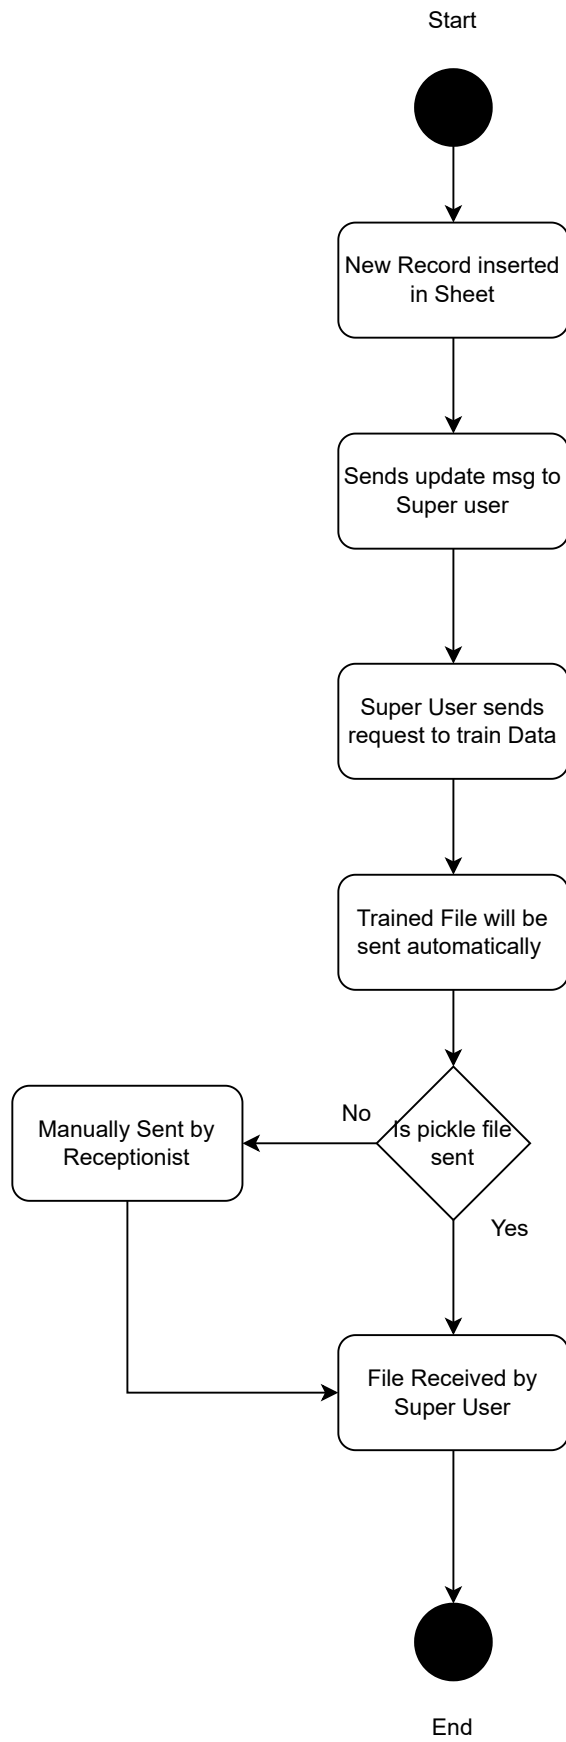 Start
New Record inserted
in Sheet
Sends update msg to
Super user
Super User sends
request to train Data
Trained File will be
sent automatically
No
Is pickle file
sent
Manually Sent by
Receptionist
Yes
File Received by
Super User
End